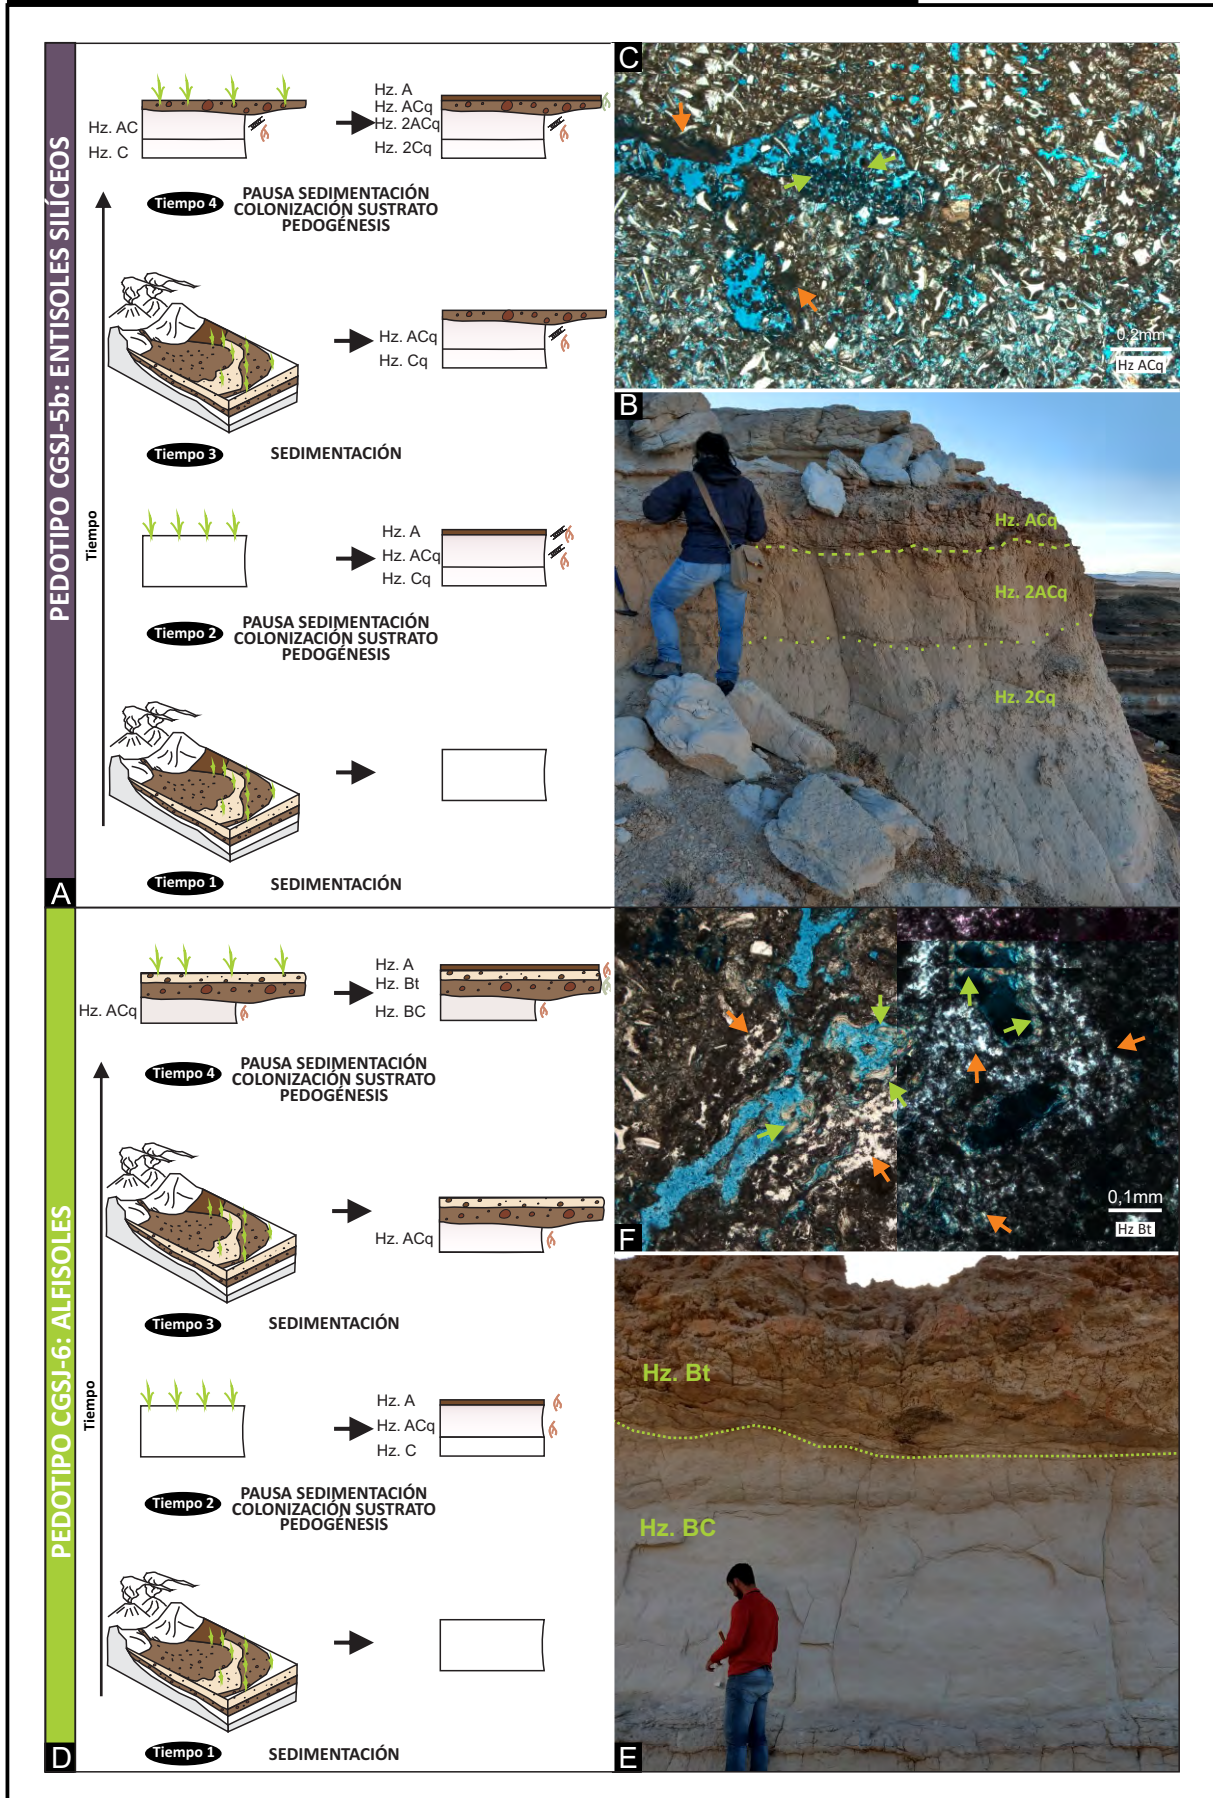 PEDOTIPO CGSJ-5b: ENTISOLES SILÍCEOS
A
Tiempo
Hz. AC
Hz. C
Hz. A
Hz. ACq
Hz. 2ACq
Hz. 2Cq
Tiempo 4
PAUSA SEDIMENTACIÓN
COLONIZACIÓN SUSTRATO
PEDOGÉNESIS
Hz. ACq
Hz. Cq
Tiempo 3
SEDIMENTACIÓN
Hz. A
Hz. ACq
Hz. Cq
Tiempo 2
PAUSA SEDIMENTACIÓN
COLONIZACIÓN SUSTRATO
PEDOGÉNESIS
Tiempo 1
SEDIMENTACIÓN
C
0,2mm
Hz ACq
B
Hz. ACq
Hz. 2ACq
Hz. 2Cq
PEDOTIPO CGSJ-6: ALFISOLES
D
Tiempo
Hz. ACq
Hz. A
Hz. Bt
Hz. BC
Tiempo 4
PAUSA SEDIMENTACIÓN
COLONIZACIÓN SUSTRATO
PEDOGÉNESIS
Hz. ACq
Tiempo 3
SEDIMENTACIÓN
Hz. A
Hz. ACq
Hz. C
Tiempo 2
PAUSA SEDIMENTACIÓN
COLONIZACIÓN SUSTRATO
PEDOGÉNESIS
Tiempo 1
SEDIMENTACIÓN
F
0,1mm
Hz Bt
Hz. Bt
Hz. BC
E